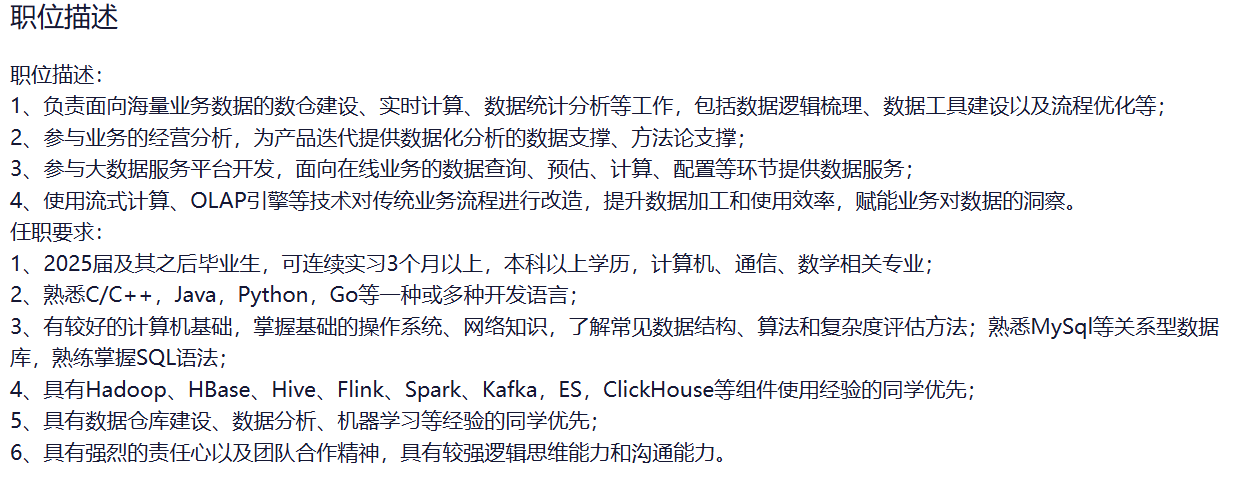 职位描述
职位描述：
1、负责面向海量业务数据的数仓建设、实时计算、数据统计分析等工作，包括数据逻辑梳理、数据工具建设以及流程优化等；
2、参与业务的经营分析，为产品迭代提供数据化分析的数据支撑、方法论支撑；
3、参与大数据服务平台开发，面向在线业务的数据查询、预估、计算、配置等环节提供数据服务；
4、使用流式计算、OLAP引擎等技术对传统业务流程进行改造，提升数据加工和使用效率，赋能业务对数据的洞察。
任职要求：
1、2025届及其之后毕业生，可连续实习3个月以上，本科以上学历，计算机、通信、数学相关专业；
2、熟悉C/C++，Java，Python，Go等一种或多种开发语言；
3、有较好的计算机基础，掌握基础的操作系统、网络知识，了解常见数据结构、算法和复杂度评估方法；熟悉MySql等关系型数据
库，熟练掌握SQL语法；
4、具有Hadoop、HBase、Hive、Flink、Spark、Kafka，ES，ClickHouse等组件使用经验的同学优先；
5、具有数据仓库建设、数据分析、机器学习等经验的同学优先；
6、具有强烈的责任心以及团队合作精神，具有较强逻辑思维能力和沟通能力。